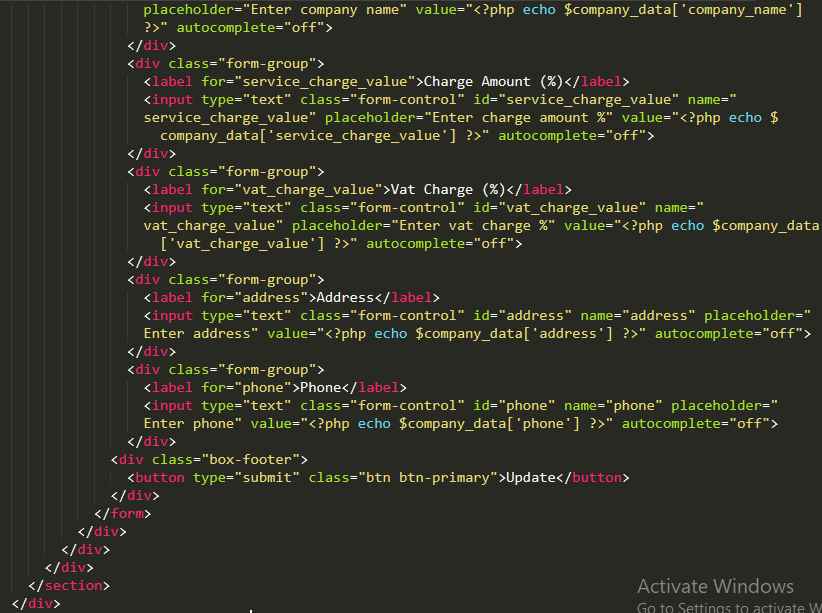 placeholder="Enter company name" value="<?php echo $company_data['company_name']
?>" autocomplete="off">
</div>
<div class="form-group">
<label for="service_charge_value">Charge Amount (%)</label>
<input type="text" class="form-control" id="service_charge_value" name="
service_charge_value" placeholder="Enter charge amount %" value="<?php echo $
company_data['service_charge_value'] ?>" autocomplete="off">
</div>
<div class="form-group">
<label for="vat_charge_value">Vat Charge (%)</label>
<input type="text" class="form-control" id="vat_charge_value" name="
vat_charge_value" placeholder="Enter vat charge %" value="<?php echo $company_data
['vat_charge_value'] ?>" autocomplete="off">
</div>
<div class="form-group">
<label for="address">Address</label>
<input type="text" class="form-control" id="address" name="address" placeholder="
Enter address" value="<?php echo $company_data['address'] ?>" autocomplete="off">
</div>
<div class="form-group">
<label for="phone">Phone</label>
<input type="text" class="form-control" id="phone" name="phone" placeholder="
Enter phone" value="<?php echo $company_data['phone'] ?>" autocomplete="off">
</div>
<div class="box-footer">
<button type="submit" class="btn btn-primary">Update</button>
</div>
</form>
</div>
</div>
</div>
</section>
</div>
Activate Windows
Go to Settings to activate W